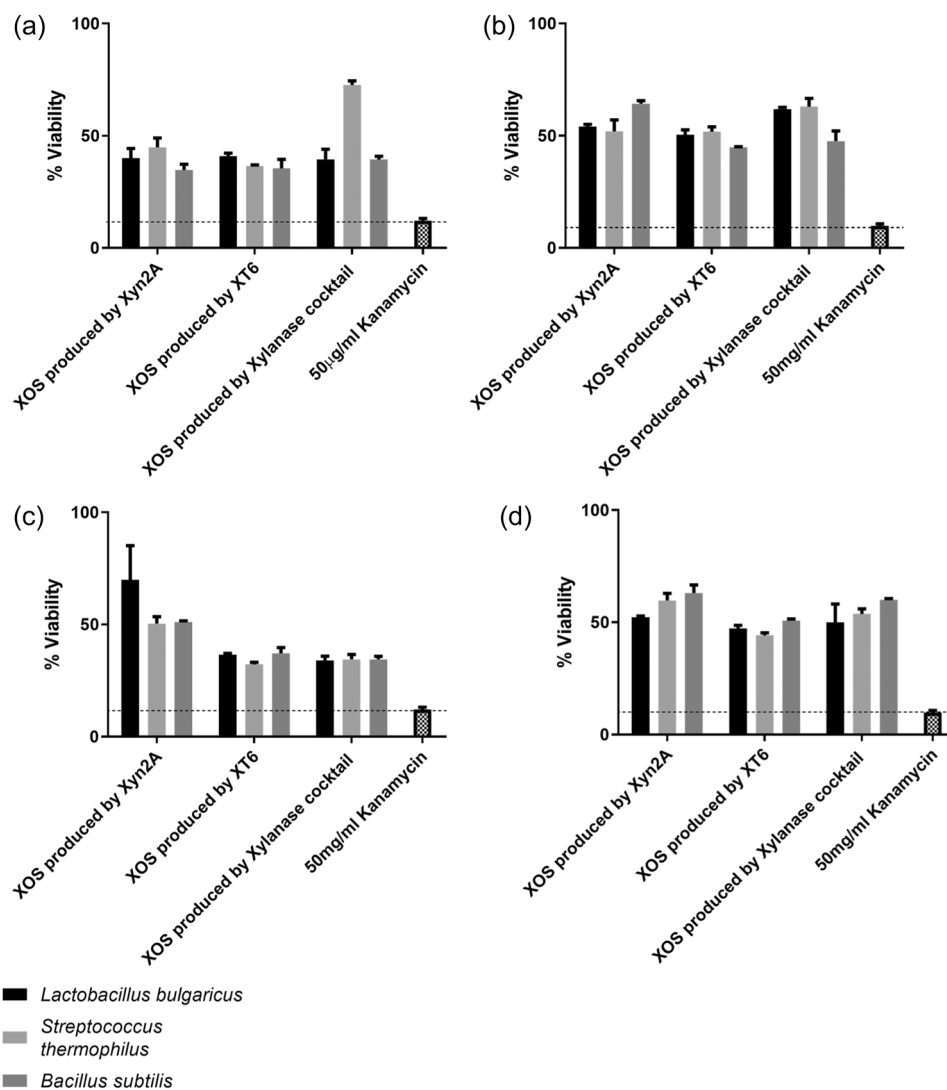 (a)
100
50
0
% Viability
XOS produced by Xyn2A
XOS produced by XT6
XOS produced by Xylanase cocktail
50μg/ml Kanamycin
(b)
100
50
0
% Viability
XOS produced by Xyn2A
XOS produced by XT6
XOS produced by Xylanase cocktail
50mg/ml Kanamycin
(c)
100
50
0
% Viability
XOS produced by Xyn2A
XOS produced by XT6
XOS produced by Xylanase cocktail
50mg/ml Kanamycin
(d)
100
50
0
% Viability
XOS produced by Xyn2A
XOS produced by XT6
XOS produced by Xylanase cocktail
50mg/ml Kanamycin
Lactobacillus bulgaricus
Streptococcus
thermophilus
Bacillus subtilis